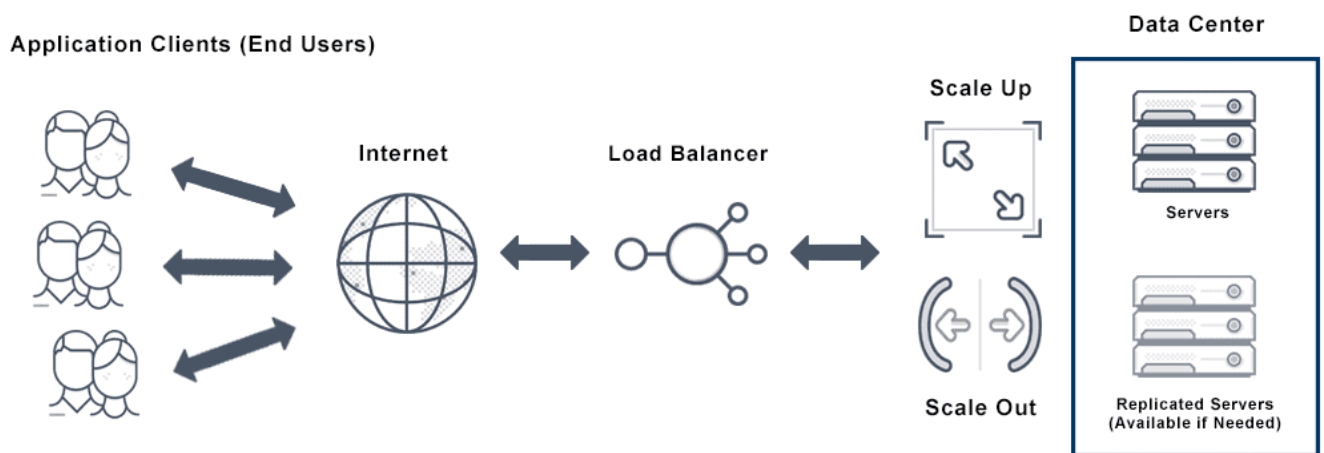 Application Clients (End Users)
Internet
Load Balancer
Scale Up
Scale Out
Data Center
Servers
Replicated Servers
(Available if Needed)